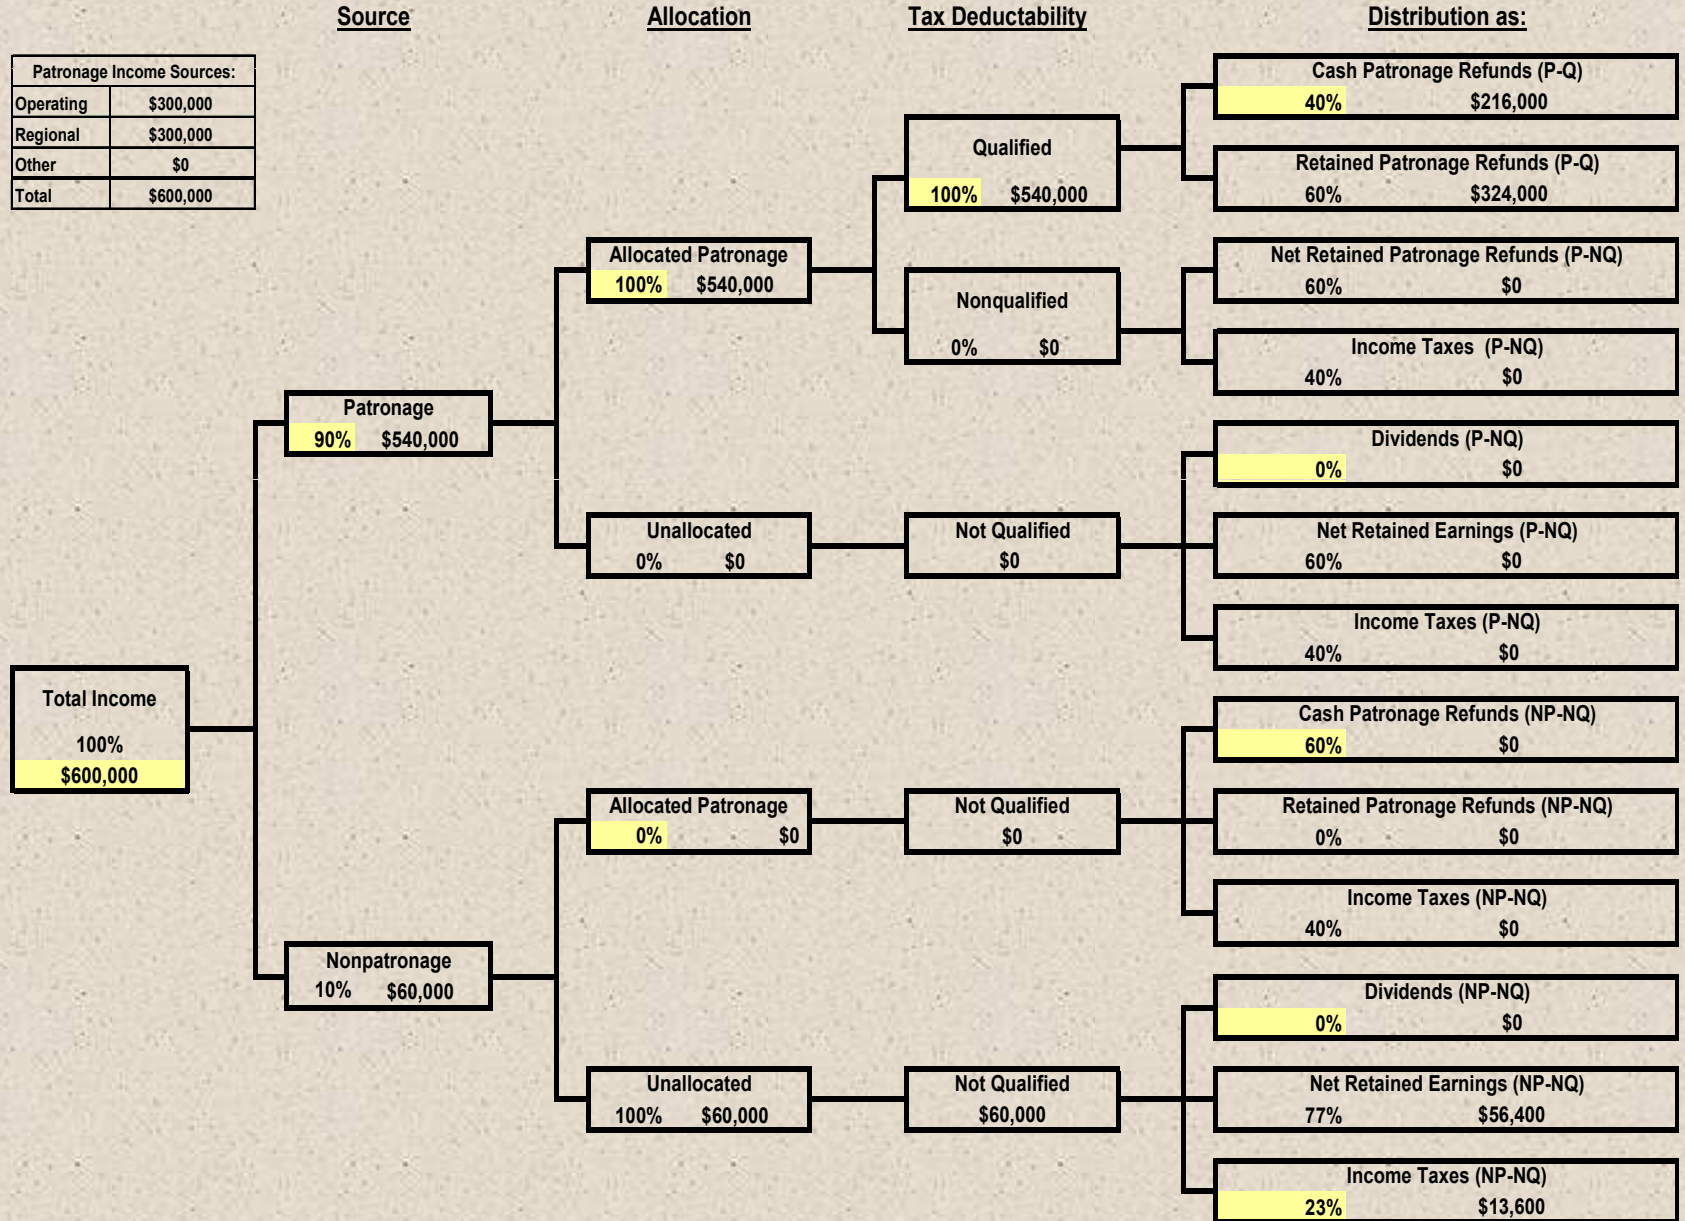 Source Allocation Tax Deductability Distribution as:
Patronage Income Sources:
Operating $300,000
Regional $300,000
Other $0
Total $600,000
Total Income
100%
$600,000
Patronage
90% $540,000
Nonpatronage
10% $60,000
Allocated Patronage
100% $540,000
Unallocated
0% $0
Allocated Patronage
0% $0
Unallocated
100% $60,000
Qualified
100% $540,000
Nonqualified
0% $0
Not Qualified
$0
Not Qualified
$0
Not Qualified
$60,000
Cash Patronage Refunds (P-Q)
40% $216,000
Retained Patronage Refunds (P-Q)
60% $324,000
Net Retained Patronage Refunds (P-NQ)
60% $0
Income Taxes (P-NQ)
40% $0
Dividends (P-NQ)
0% $0
Net Retained Earnings (P-NQ)
60% $0
Income Taxes (P-NQ)
40% $0
Cash Patronage Refunds (NP-NQ)
60% $0
Retained Patronage Refunds (NP-NQ)
0% $0
Income Taxes (NP-NQ)
40% $0
Dividends (NP-NQ)
0% $0
Net Retained Earnings (NP-NQ)
77% $56,400
Income Taxes (NP-NQ)
23% $13,600